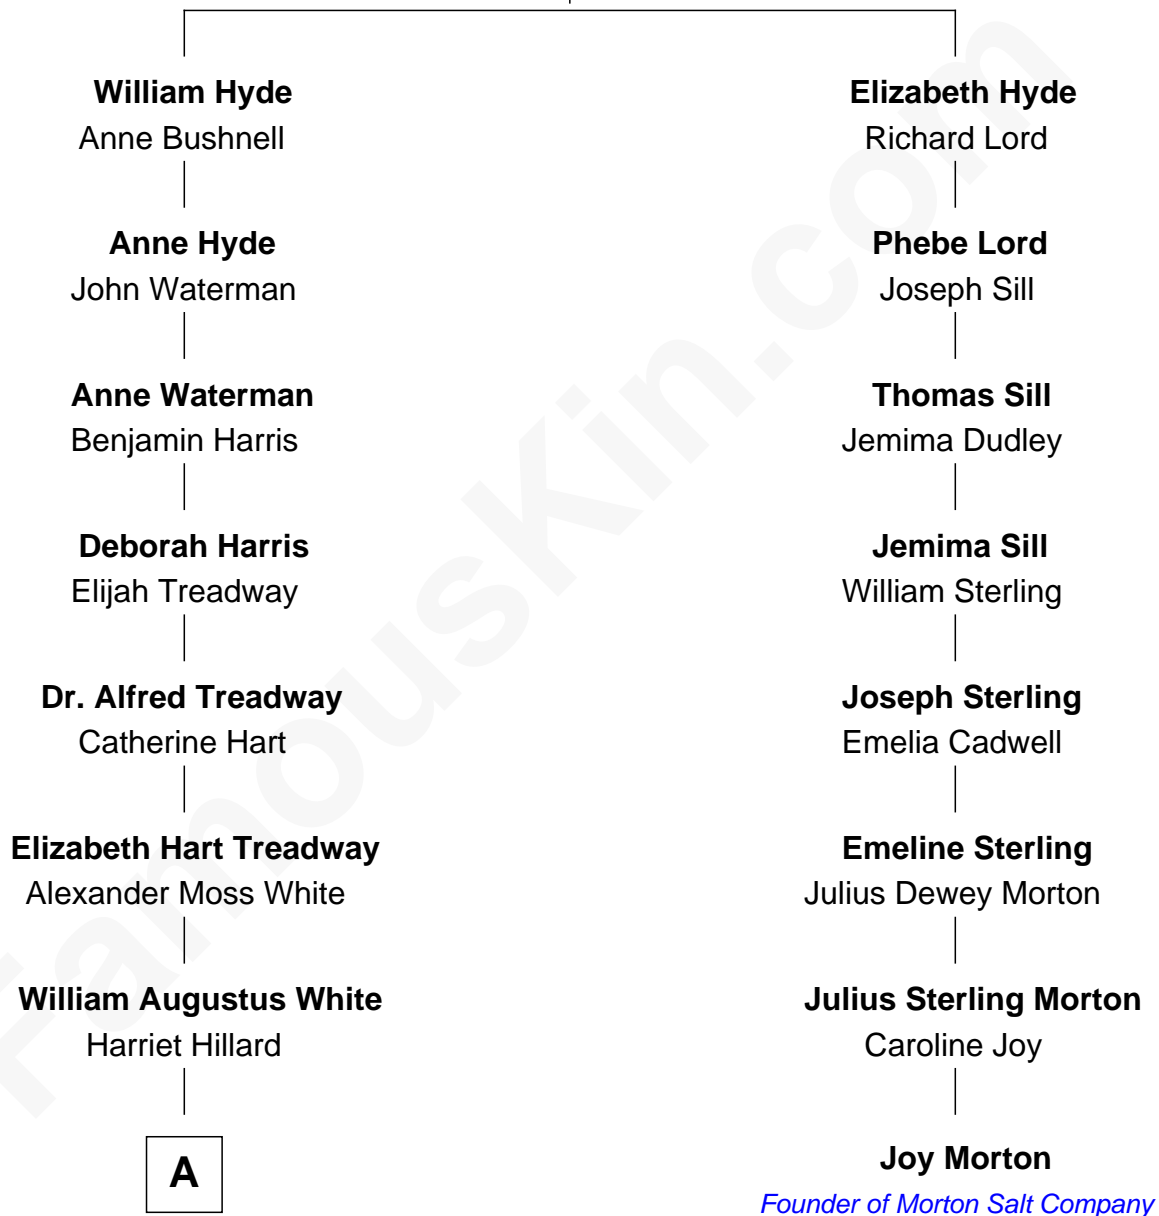 William Hyde
Anne Bushnell
Elizabeth Hyde
Richard Lord
Anne Hyde
John Waterman
Phebe Lord
Joseph Sill
Anne Waterman
Benjamin Harris
Thomas Sill
Jemima Dudley
Deborah Harris
Elijah Treadway
Jemima Sill
William Sterling
Dr. Alfred Treadway
Catherine Hart
Joseph Sterling
Emelia Cadwell
Elizabeth Hart Treadway
Alexander Moss White
Emeline Sterling
Julius Dewey Morton
William Augustus White
Harriet Hillard
Julius Sterling Morton
Caroline Joy
A
Joy Morton
Founder of Morton Salt Company
FamousKin.com